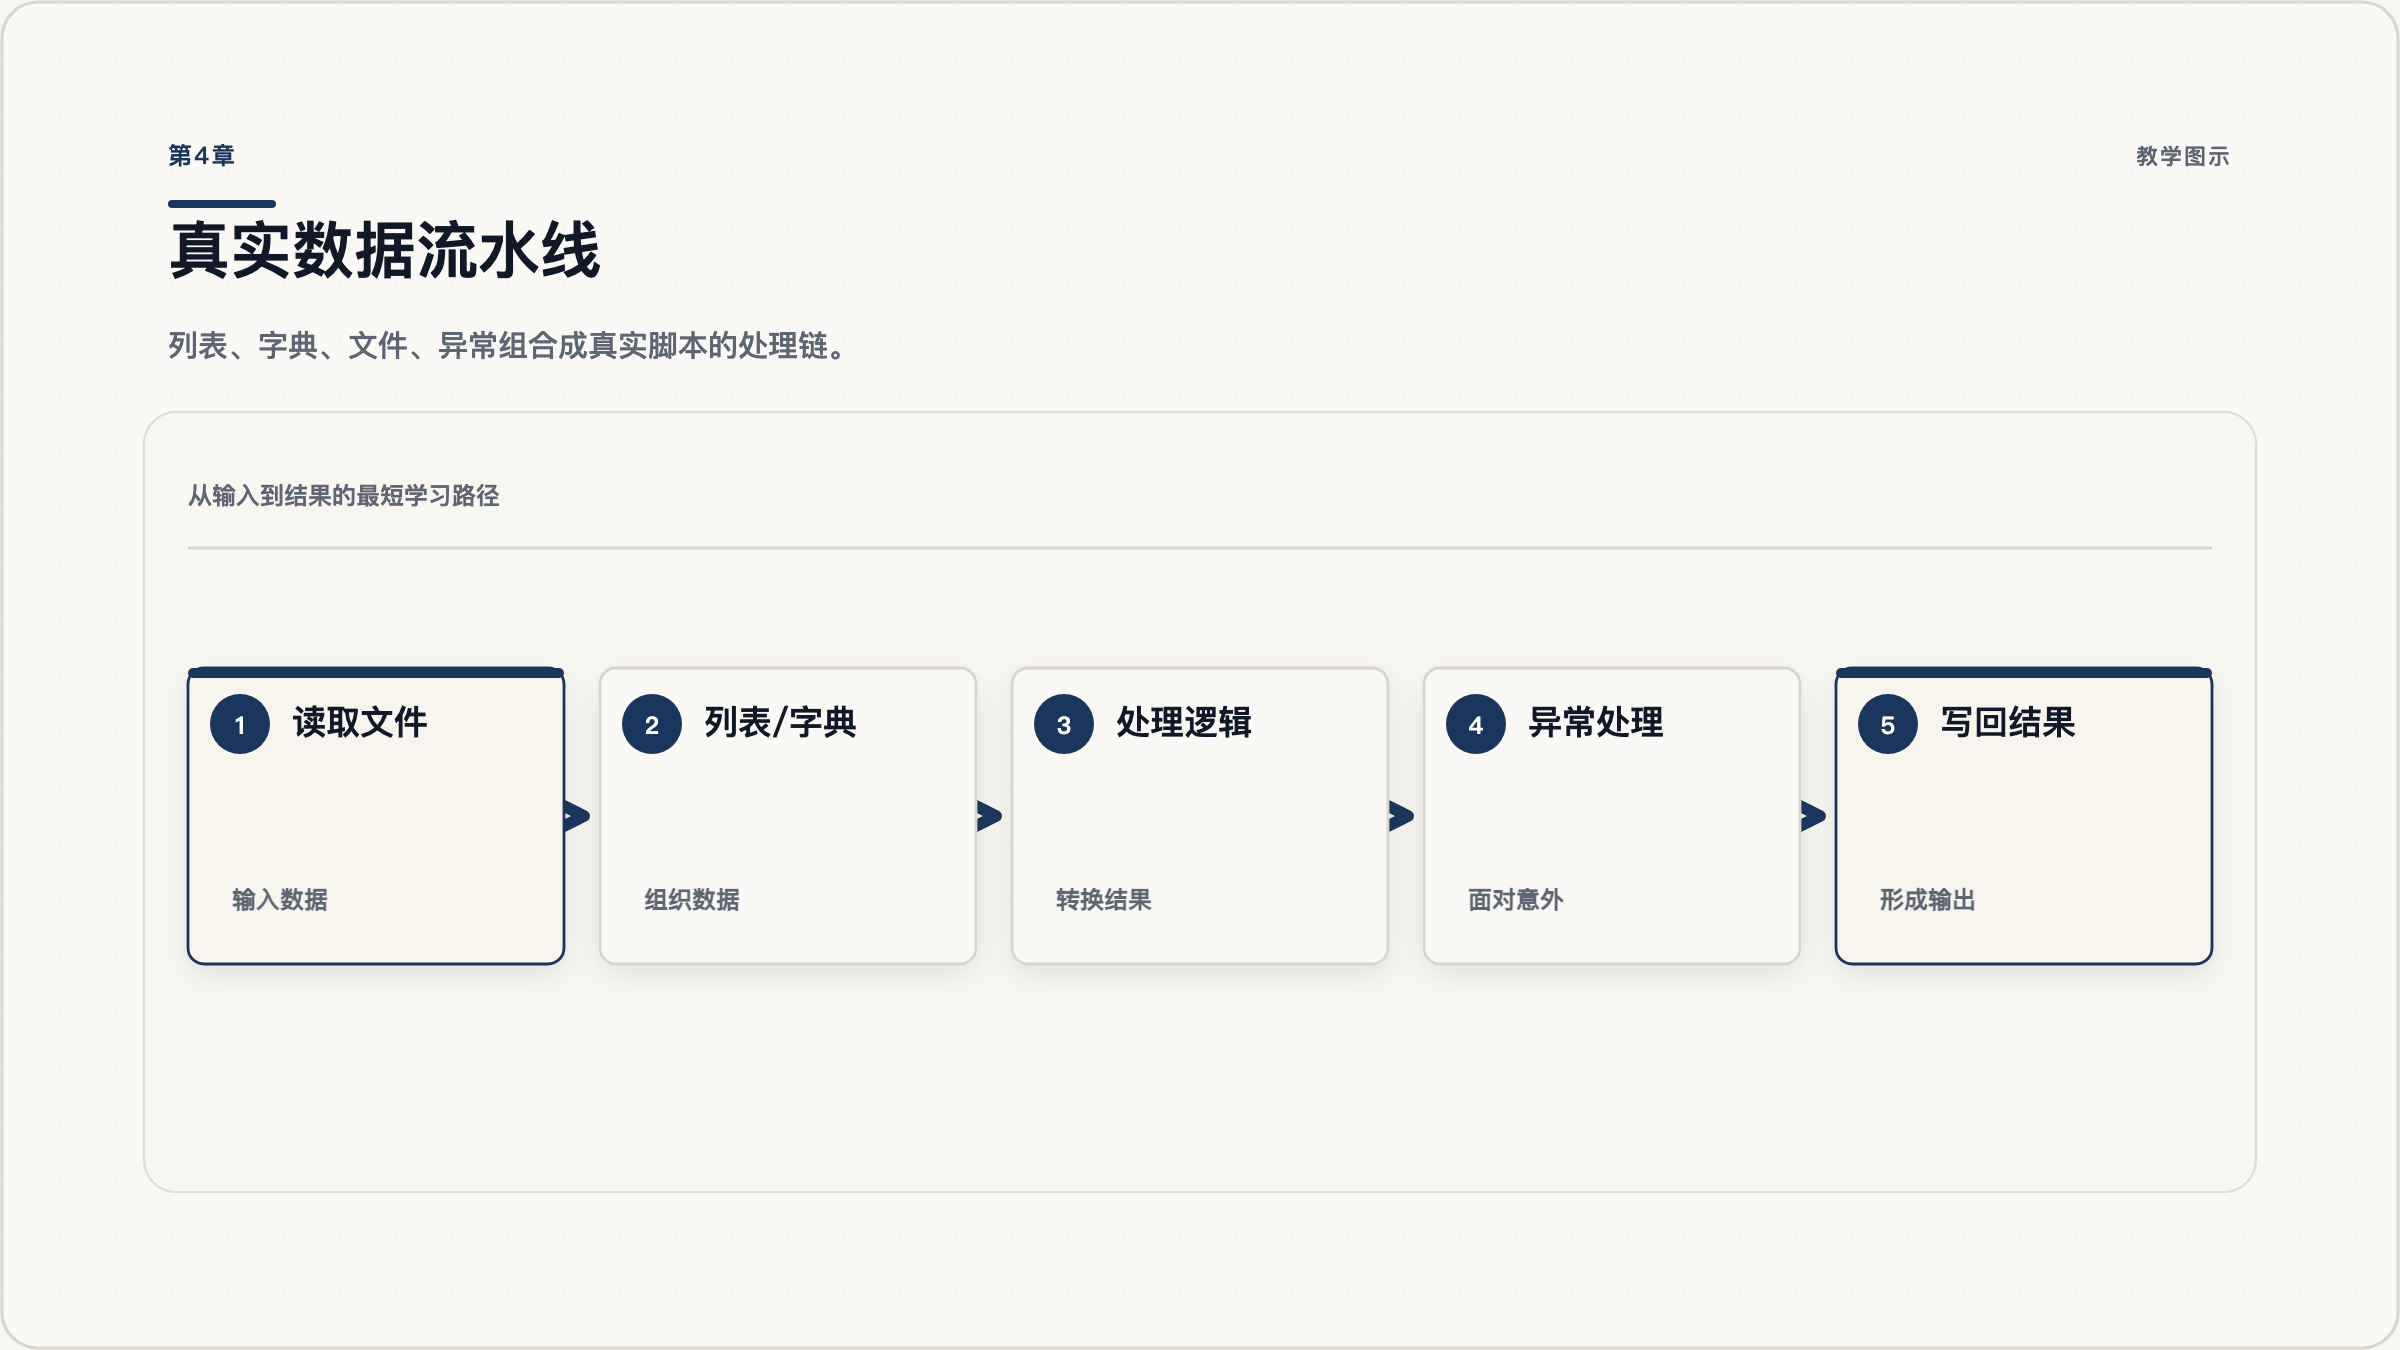 第4章
教学图示
真实数据流水线
列表、字典、文件、异常组合成真实脚本的处理链。
从输入到结果的最短学习路径
1 读取文件
输入数据
2 列表/字典
组织数据
3 处理逻辑
转换结果
4 异常处理
面对意外
5 写回结果
形成输出